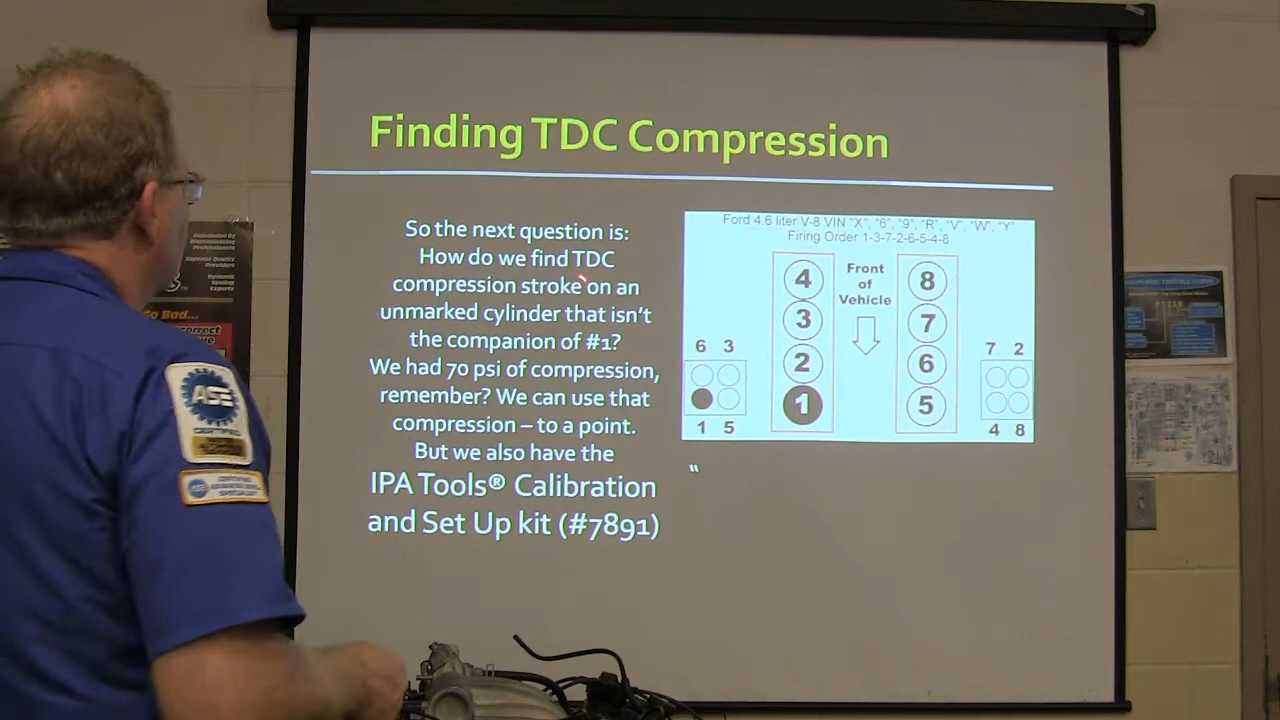 Finding TDC Compression
So the next question is:
How do we find TDC
compression stroke on an
unmarked cylinder that isn't
the companion of #1?
We had 70 psi of compression,
remember? We can use that
compression – to a point.
But we also have the
IPA Tools® Calibration
and Set Up kit (#7891)
"
Ford 4.6 liter V-8 VIN "X", "6", "9", "R", "V", "W", "Y"
Firing Order 1-3-7-2-6-5-4-8
4
3
2
1
Front
of
Vehicle
8
7
6
5
6 3
1 5
7 2
4 8
ASE
CERTIFIED
Go Bad...